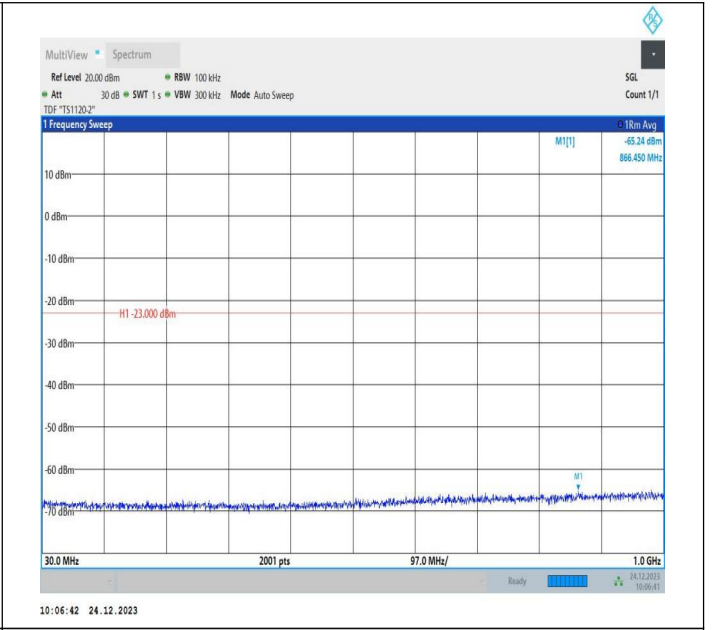 R&S
MultiView Spectrum
Ref Level 20.00 dBm RBW 100 kHz SGL
Att 30 dB SWT 1 s VBW 300 kHz Mode Auto Sweep Count 1/1
TDF "TS1120-2"
1 Frequency Sweep 1Rm Avg
M1[1] -65.24 dBm
866.450 MHz
10 dBm
0 dBm
-10 dBm
-20 dBm
H1 -23.000 dBm
-30 dBm
-40 dBm
-50 dBm
-60 dBm
M1
-70 dBm
30.0 MHz 2001 pts 97.0 MHz/ 1.0 GHz
Ready 24.12.2023
10:06:41
10:06:42 24.12.2023